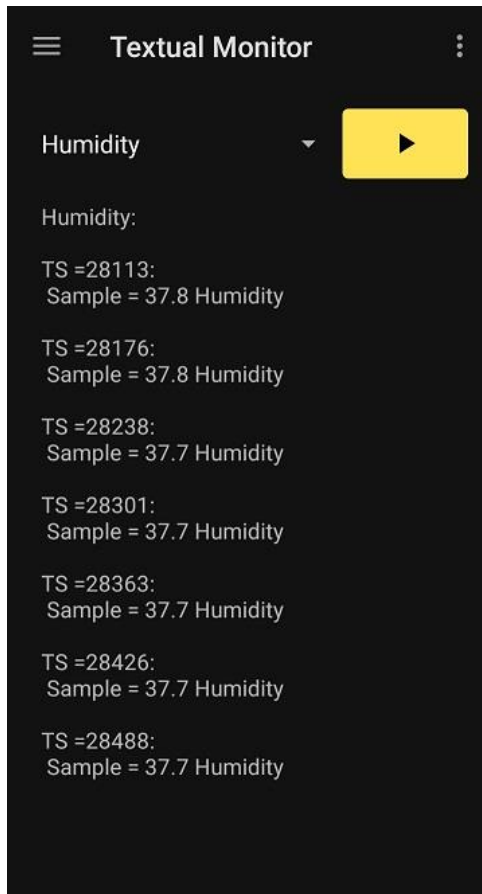 Textual Monitor
Humidity
Humidity:
TS =28113:
Sample = 37.8 Humidity
TS =28176:
Sample = 37.8 Humidity
TS =28238:
Sample = 37.7 Humidity
TS =28301:
Sample = 37.7 Humidity
TS =28363:
Sample = 37.7 Humidity
TS =28426:
Sample = 37.7 Humidity
TS =28488:
Sample = 37.7 Humidity